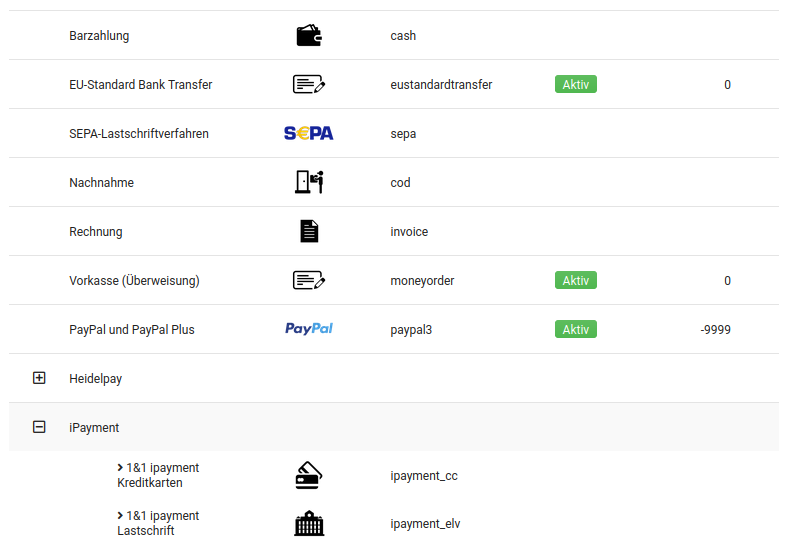 Barzahlung cash
EU-Standard Bank Transfer eustandardtransfer Aktiv 0
SEPA-Lastschriftverfahren S€PA sepa
Nachnahme cod
Rechnung invoice
Vorkasse (Überweisung) moneyorder Aktiv 0
PayPal und PayPal Plus PayPal paypal3 Aktiv -9999
Heidelpay
iPayment
1&1 ipayment
Kreditkarten ipayment_cc
1&1 ipayment
Lastschrift ipayment_elv